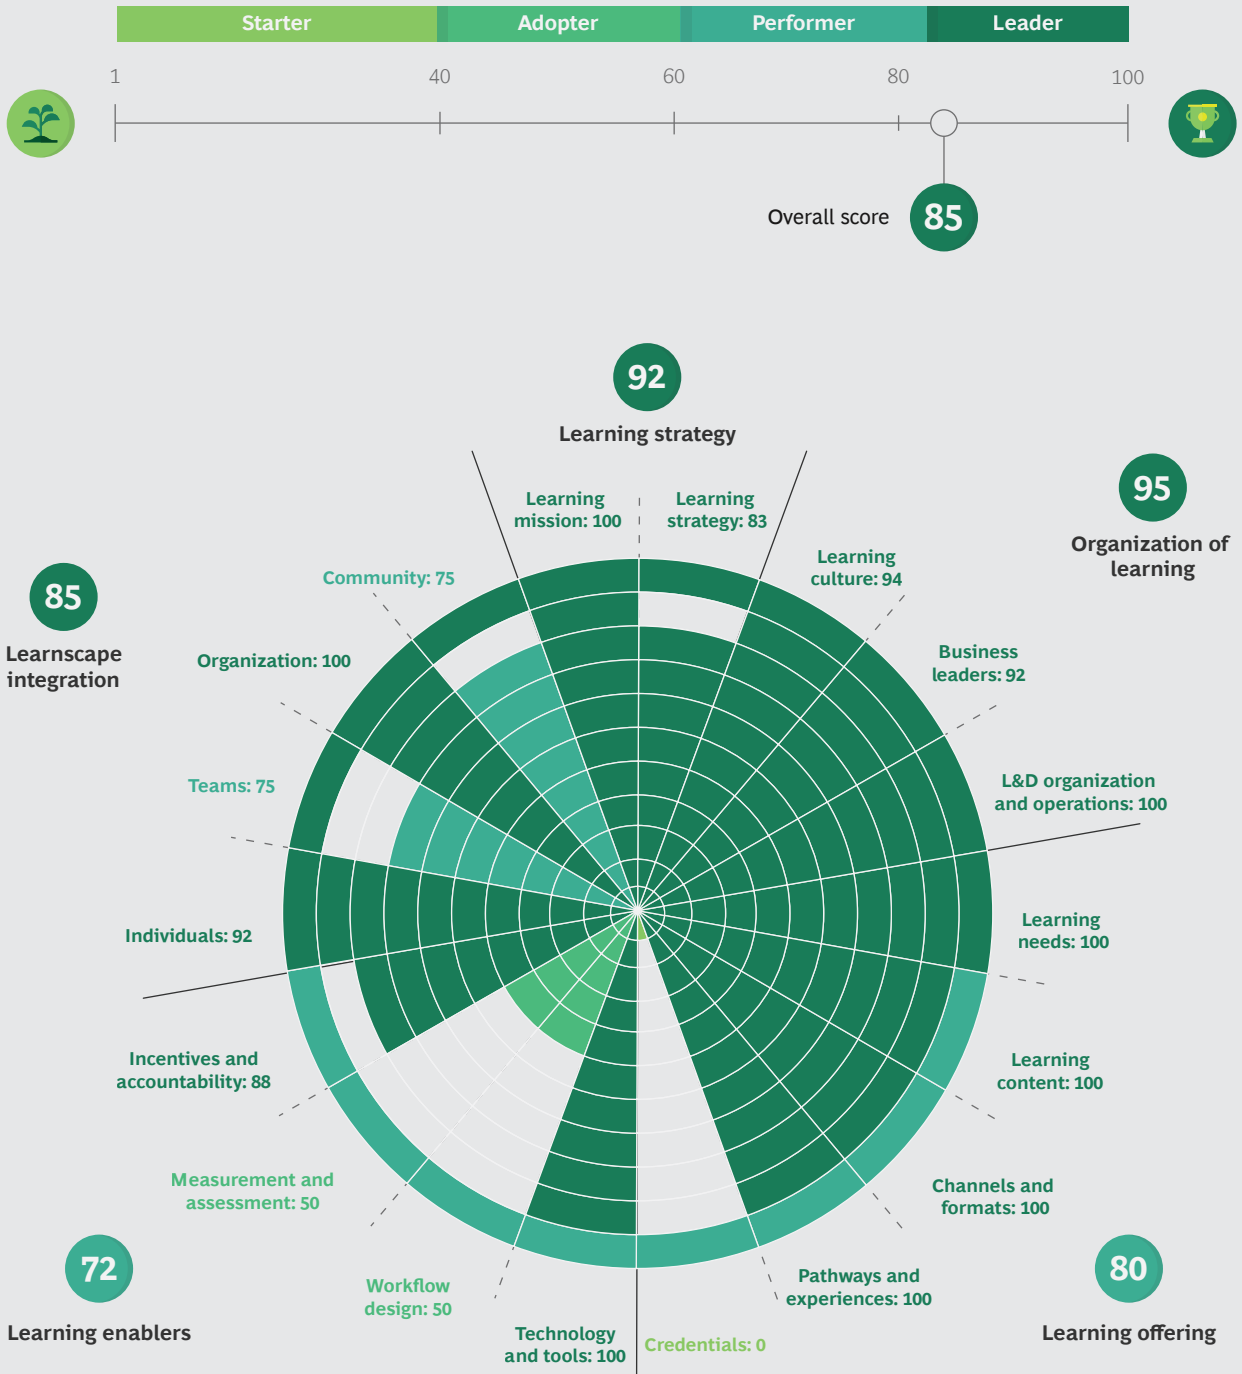 Starter
Adopter
Performer
Leader
1
40
60
80
100
Overall score
85
92
Learning strategy
95
Organization of
learning
85
Learnscape
integration
Learning
mission: 100
Learning
strategy: 83
Learning
culture: 94
Business
leaders: 92
L&D organization
and operations: 100
Learning
needs: 100
Learning
content: 100
Channels and
formats: 100
Pathways and
experiences: 100
Credentials: 0
Technology
and tools: 100
Workflow
design: 50
Measurement and
assessment: 50
Incentives and
accountability: 88
Individuals: 92
Teams: 75
Organization: 100
Community: 75
72
Learning enablers
80
Learning offering